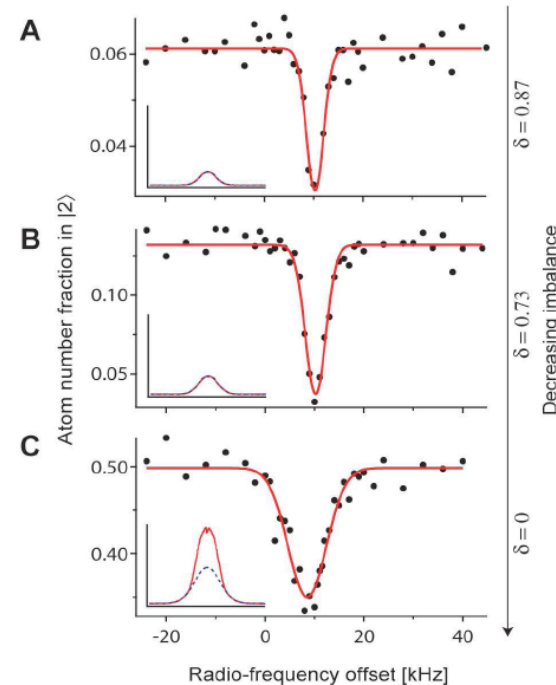 A
0.06
0.04
δ = 0.87
B
0.10
0.05
δ = 0.73
Atom number fraction in |2⟩
Decreasing imbalance
C
0.50
0.40
δ = 0
-20 0 20 40
Radio-frequency offset [kHz]